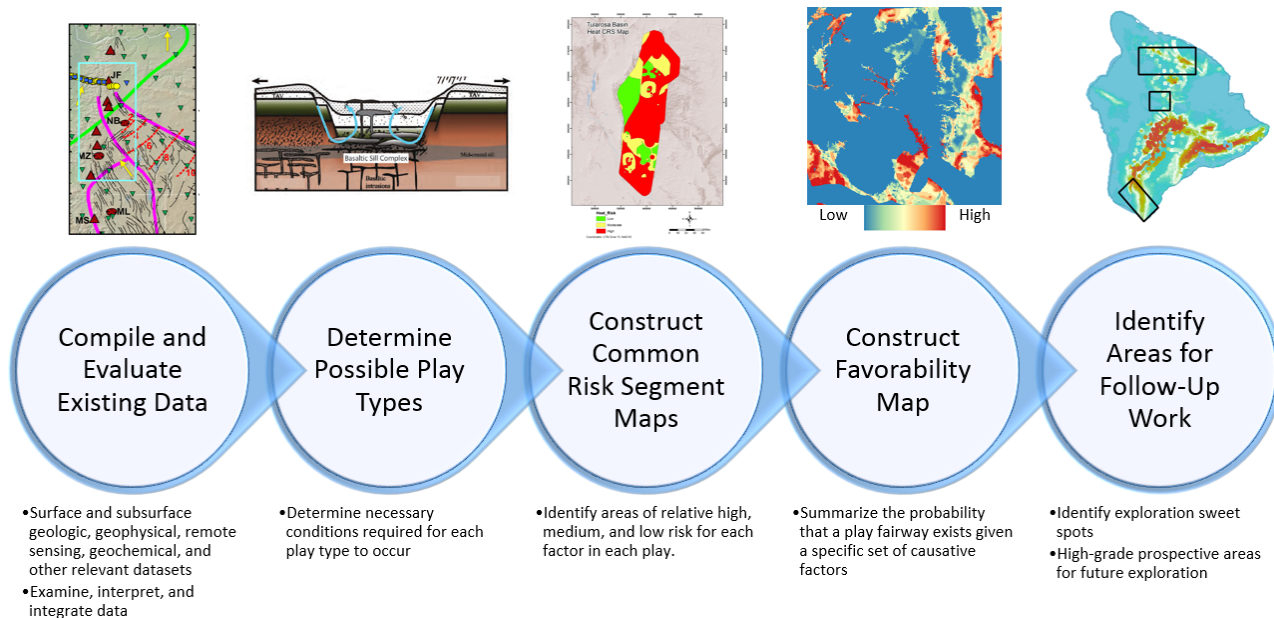 JF
NB
MZ
ML
MS
Basaltic Sill Complex
Basaltic
intrusions
Tularosa Basin
Heat CRS Map
Heat_Risk
Low
Moderate
High
Low
High
Compile and
Evaluate
Existing Data
Determine
Possible Play
Types
Construct
Common
Risk Segment
Maps
Construct
Favorability
Map
Identify
Areas for
Follow-Up
Work
•Surface and subsurface
geologic, geophysical, remote
sensing, geochemical, and
other relevant datasets
•Examine, interpret, and
integrate data
•Determine necessary
conditions required for each
play type to occur
•Identify areas of relative high,
medium, and low risk for each
factor in each play.
•Summarize the probability
that a play fairway exists given
a specific set of causative
factors
•Identify exploration sweet
spots
•High-grade prospective areas
for future exploration